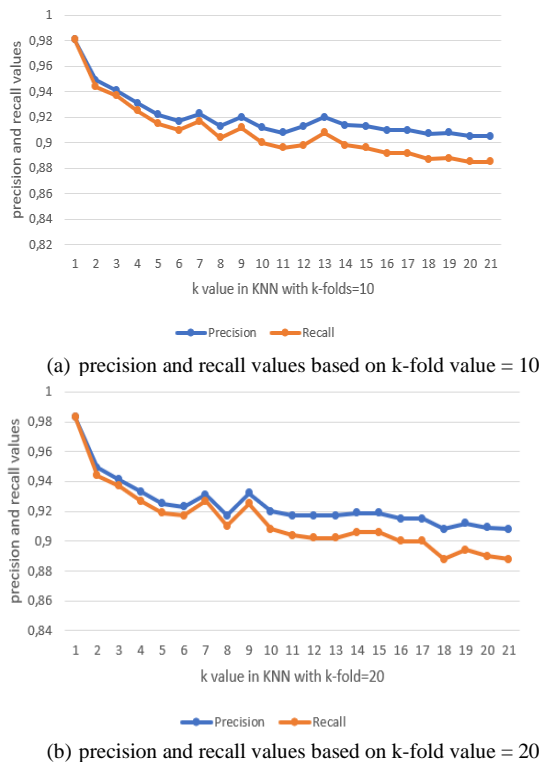 1
0,98
0,96
0,94
0,92
0,9
0,88
0,86
0,84
0,82
precision and recall values
1 2 3 4 5 6 7 8 9 10 11 12 13 14 15 16 17 18 19 20 21
k value in KNN with k-folds=10
Precision Recall
(a) precision and recall values based on k-fold value = 10
1
0,98
0,96
0,94
0,92
0,9
0,88
0,86
0,84
precision and recall values
1 2 3 4 5 6 7 8 9 10 11 12 13 14 15 16 17 18 19 20 21
k value in KNN with k-fold=20
Precision Recall
(b) precision and recall values based on k-fold value = 20